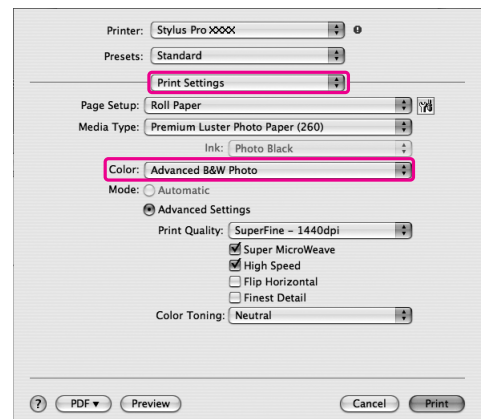 Printer: Stylus Pro XXXX
Presets: Standard
Print Settings
Page Setup: Roll Paper
Media Type: Premium Luster Photo Paper (260)
Ink: Photo Black
Color: Advanced B&W Photo
Mode: Automatic
Advanced Settings
Print Quality: SuperFine – 1440dpi
Super MicroWeave
High Speed
Flip Horizontal
Finest Detail
Color Toning: Neutral
? PDF▼ Preview Cancel Print